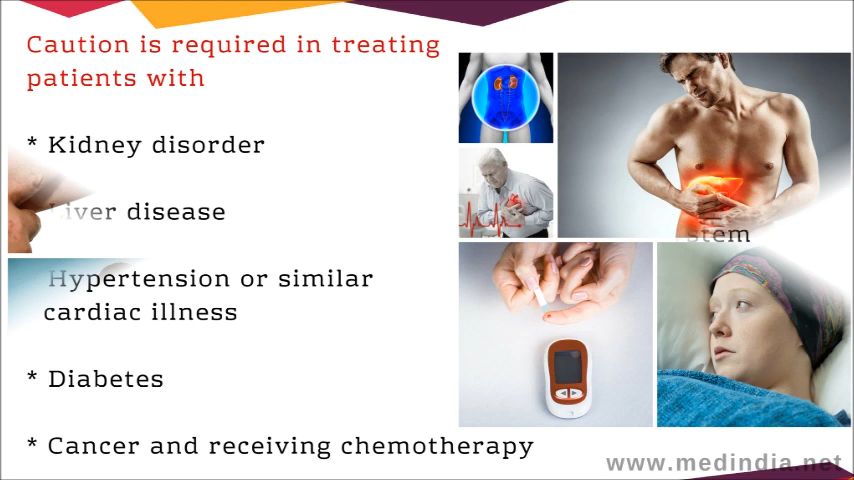 Caution is required in treating
patients with
* Kidney disorder
Liver disease
stem
Hypertension or similar
cardiac illness
* Diabetes
* Cancer and receiving chemotherapy
www.medindia.net